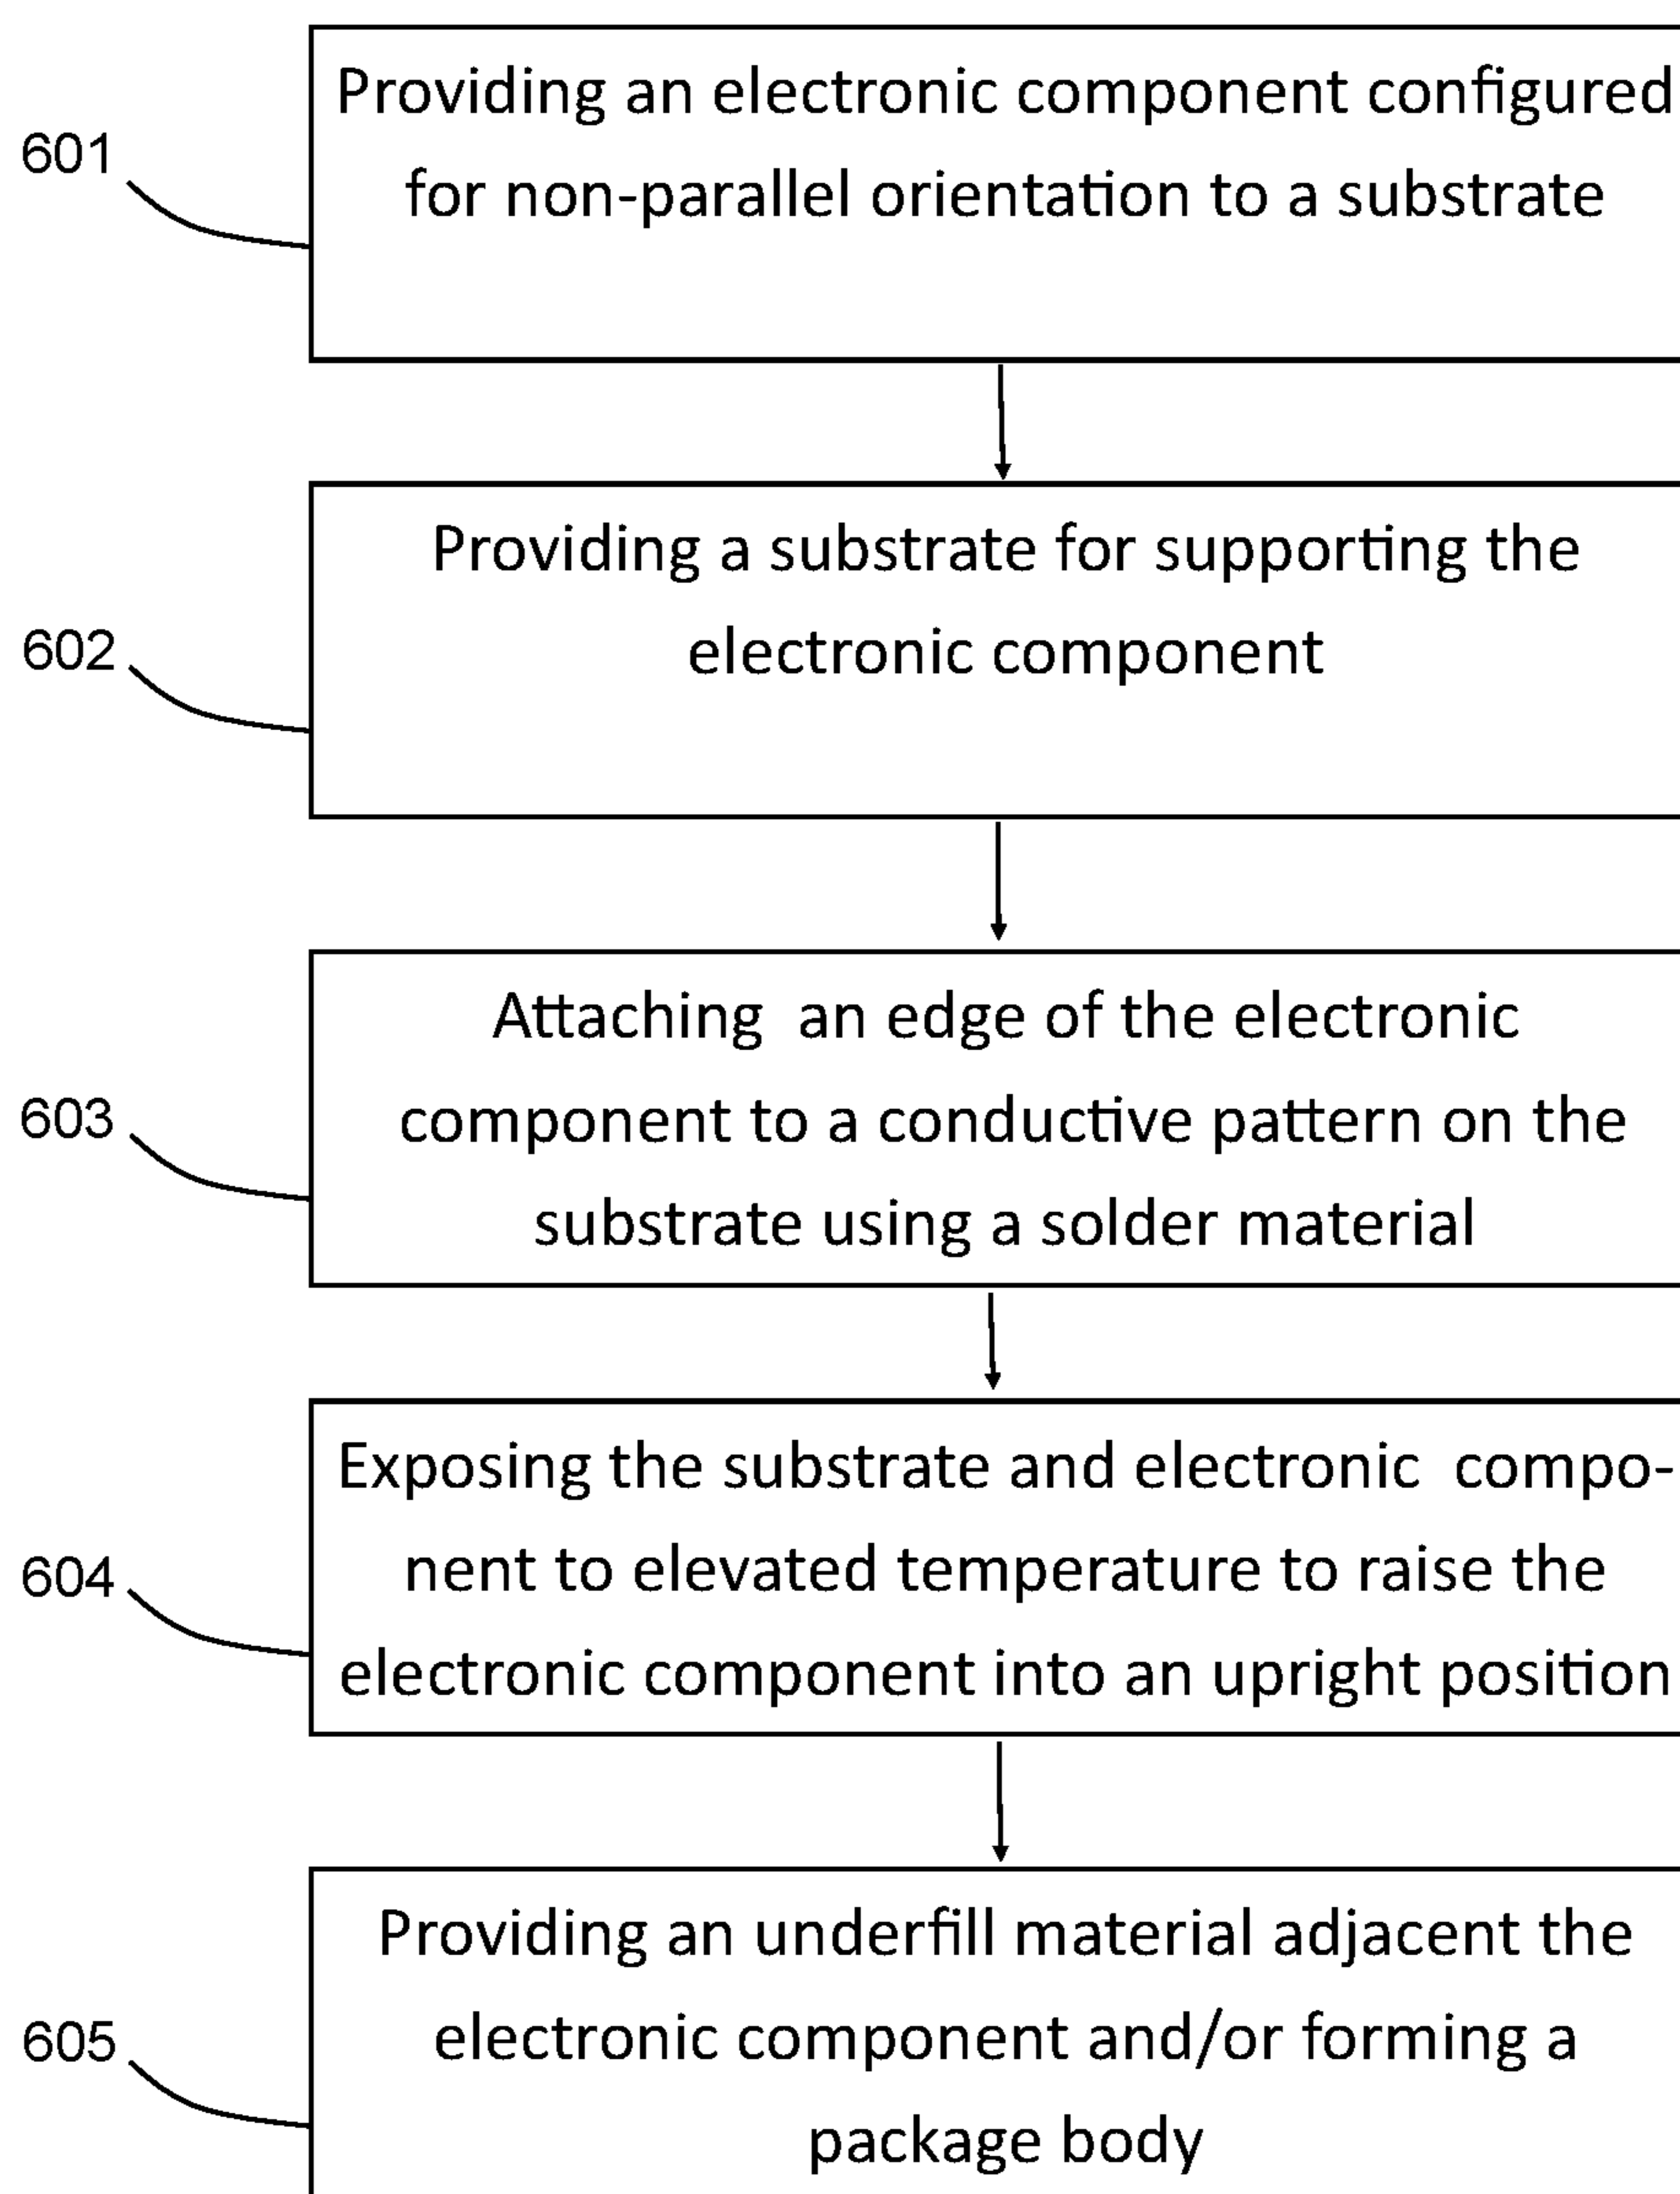 601
Providing an electronic component configured
for non-parallel orientation to a substrate
602
Providing a substrate for supporting the
electronic component
603
Attaching an edge of the electronic
component to a conductive pattern on the
substrate using a solder material
604
Exposing the substrate and electronic compo-
nent to elevated temperature to raise the
electronic component into an upright position
605
Providing an underfill material adjacent the
electronic component and/or forming a
package body